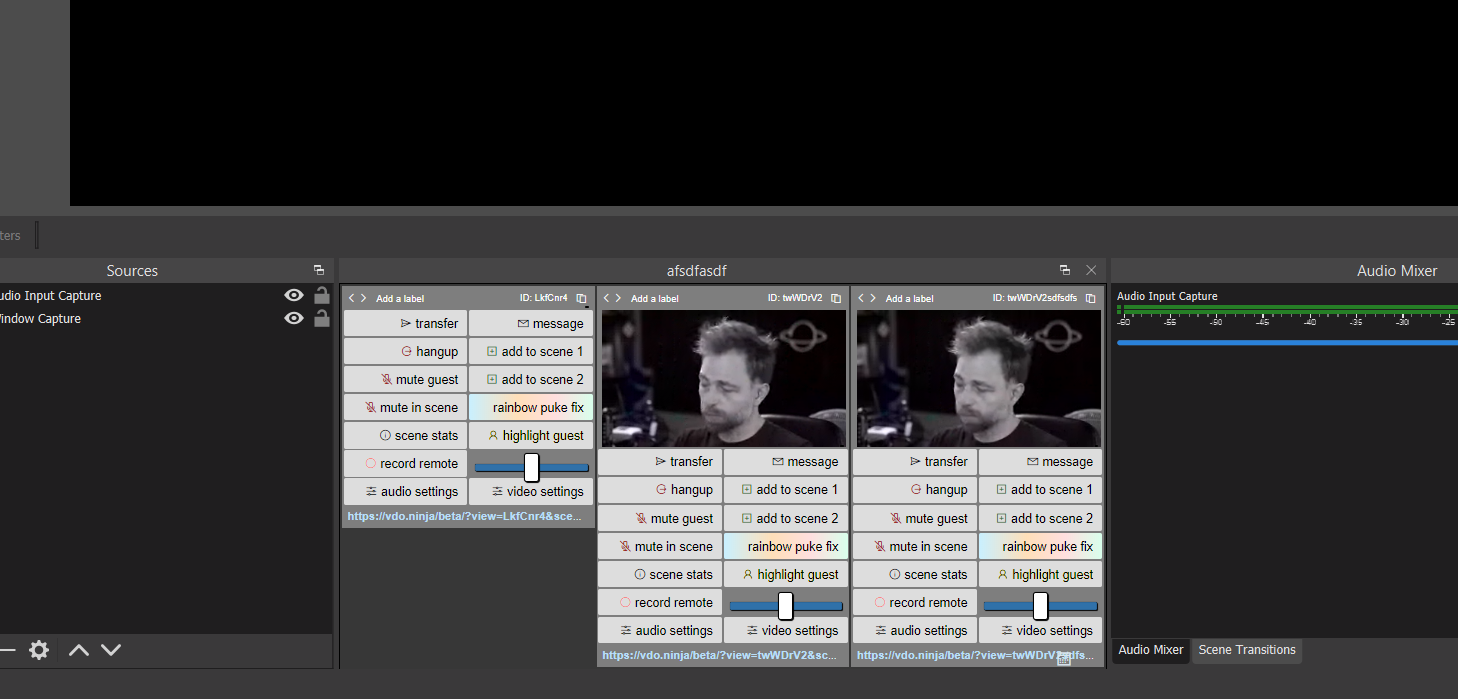 ters
Sources
afsdfasdf
Audio Mixer
udio Input Capture
indow Capture
Add a label ID: LkfCnr4
transfer message
hangup add to scene 1
mute guest add to scene 2
mute in scene rainbow puke fix
scene stats highlight guest
record remote
audio settings video settings
https://vdo.ninja/beta/?view=LkfCnr4&sce...
Add a label ID: twWDrV2
transfer message
hangup add to scene 1
mute guest add to scene 2
mute in scene rainbow puke fix
scene stats highlight guest
record remote
audio settings video settings
https://vdo.ninja/beta/?view=twWDrV2&sc...
Add a label ID: twWDrV2sdfsdfs
transfer message
hangup add to scene 1
mute guest add to scene 2
mute in scene rainbow puke fix
scene stats highlight guest
record remote
audio settings video settings
https://vdo.ninja/beta/?view=twWDrV2sdfs...
Audio Input Capture
-60 -55 -50 -45 -40 -35 -30 -25
Audio Mixer Scene Transitions